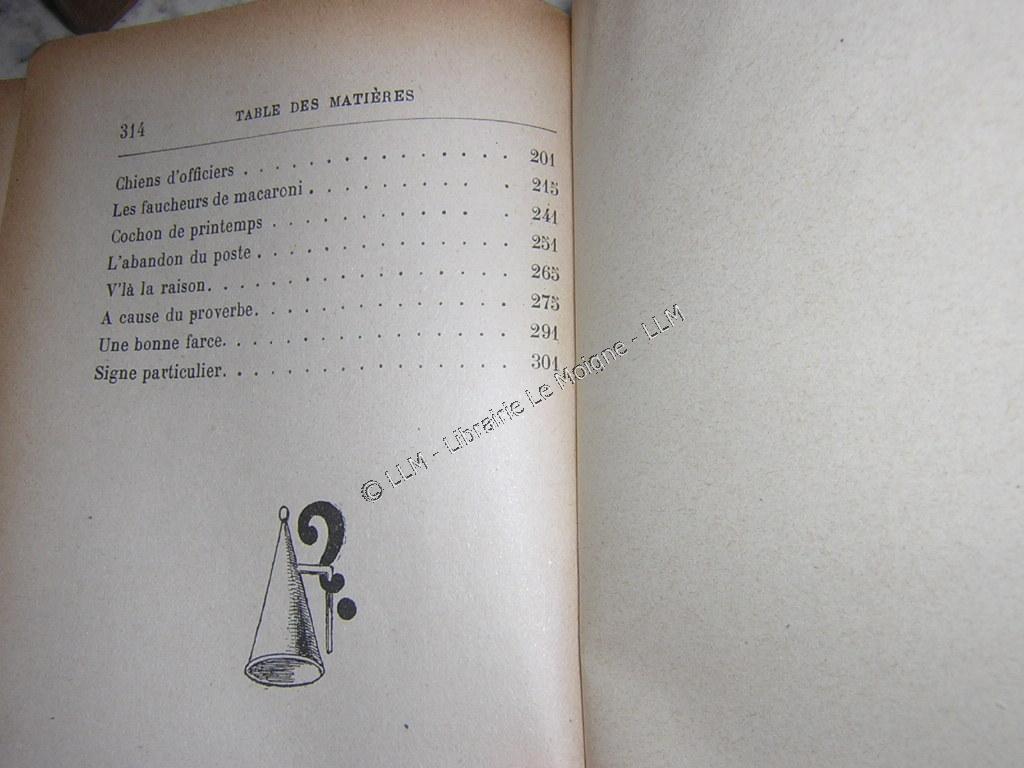 314
TABLE DES MATIÈRES
Chiens d'officiers . . . . . . . . . . . . . . 201
Les faucheurs de macaroni . . . . . . . . . . 215
Cochon de printemps . . . . . . . . . . . 241
L'abandon du poste . . . . . . . . . . . . . 251
V'là la raison. . . . . . . . . . . . . . . . 265
A cause du proverbe. . . . . . . . . . . . . 275
Une bonne farce. . . . . . . . . . . . . . . 291
Signe particulier. . . . . . . . . . . . . . . 301
?
© LLM - Librairie Le Moigne - LLM